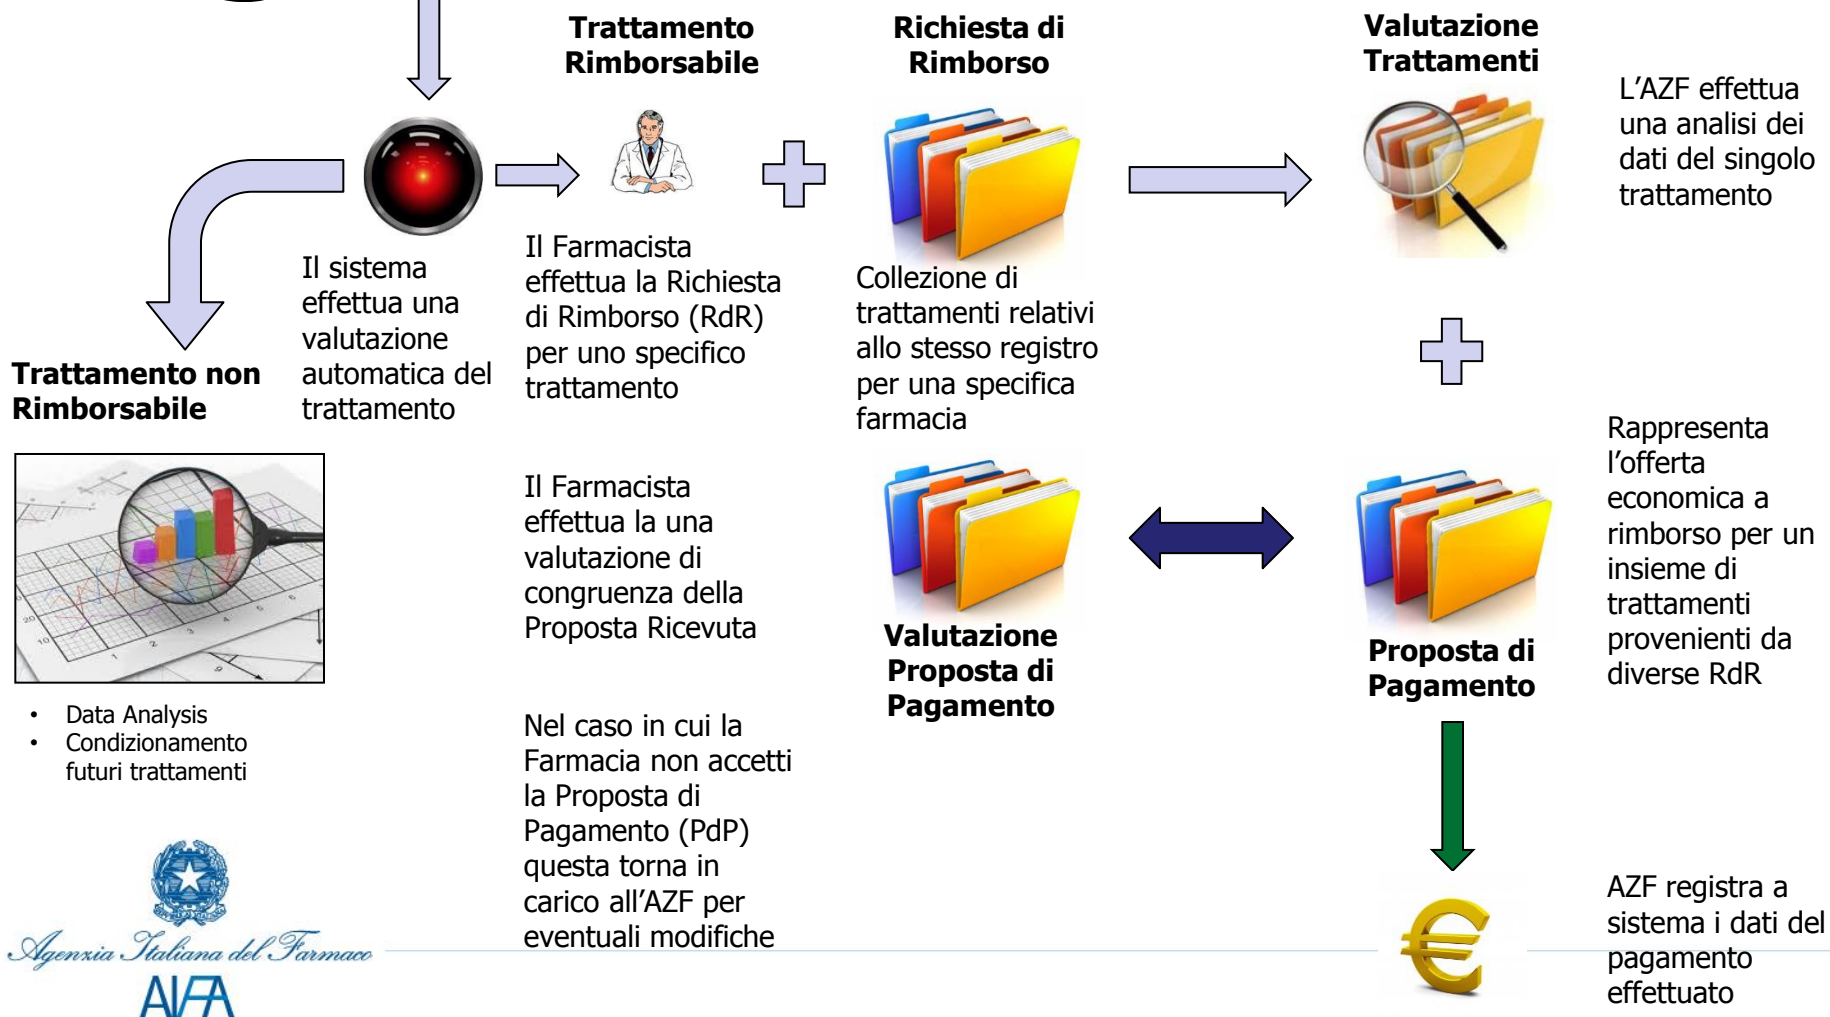 Trattamento
Rimborsabile
Richiesta di
Rimborso
Valutazione
Trattamenti
L'AZF effettua
una analisi dei
dati del singolo
trattamento
Il sistema
effettua una
valutazione
automatica del
trattamento
Il Farmacista
effettua la Richiesta
di Rimborso (RdR)
per uno specifico
trattamento
Collezione di
trattamenti relativi
allo stesso registro
per una specifica
farmacia
Trattamento non
Rimborsabile
Il Farmacista
effettua la una
valutazione di
congruenza della
Proposta Ricevuta
Valutazione
Proposta di
Pagamento
Proposta di
Pagamento
Rappresenta
l'offerta
economica a
rimborso per un
insieme di
trattamenti
provenienti da
diverse RdR
• Data Analysis
• Condizionamento
futuri trattamenti
Nel caso in cui la
Farmacia non accetti
la Proposta di
Pagamento (PdP)
questa torna in
carico all'AZF per
eventuali modifiche
AZF registra a
sistema i dati del
pagamento
effettuato
Agenzia Italiana del Farmaco
AIFA